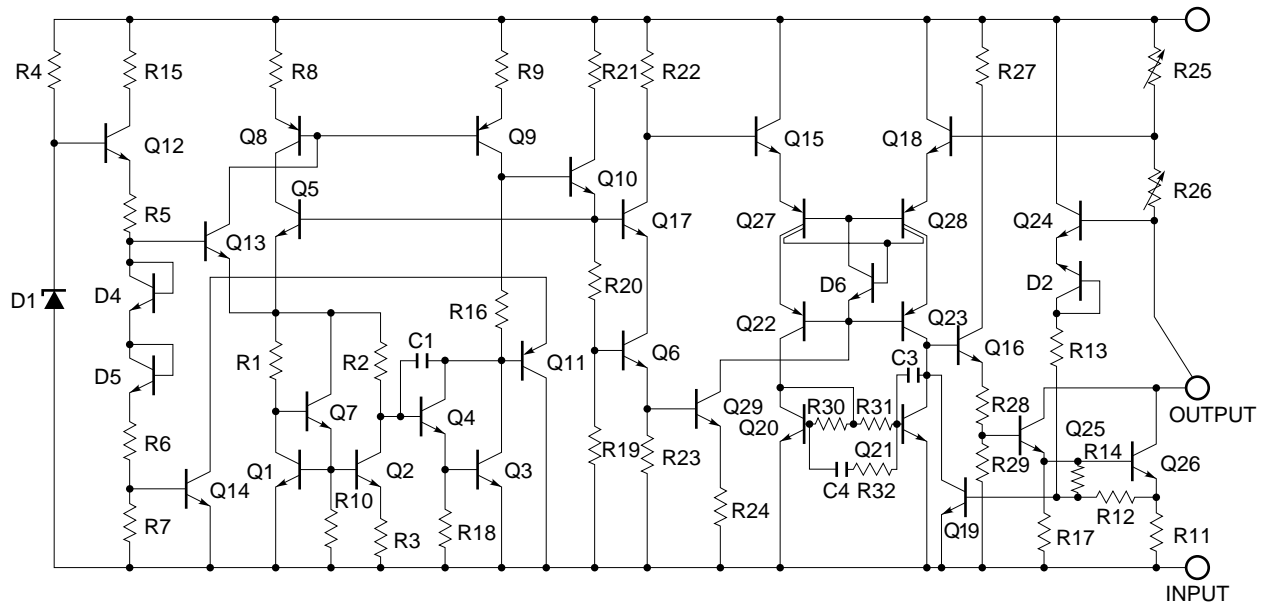 R4
R15
R8
R9
R21
R22
R27
R25
Q12
Q8
Q9
Q15
Q18
Q10
R26
R5
Q5
Q17
Q27
Q28
Q24
Q13
D4
D6
D2
D1
R20
R16
Q22
Q23
C1
R13
R1
R2
Q11
Q6
Q16
D5
C3
Q7
Q4
Q29
R30
R31
R28
OUTPUT
Q20
Q25
R6
R19
R23
Q21
R14
Q1
Q2
Q3
R29
Q26
Q14
R10
C4
R32
R7
R3
R18
R24
Q19
R17
R12
R11
INPUT